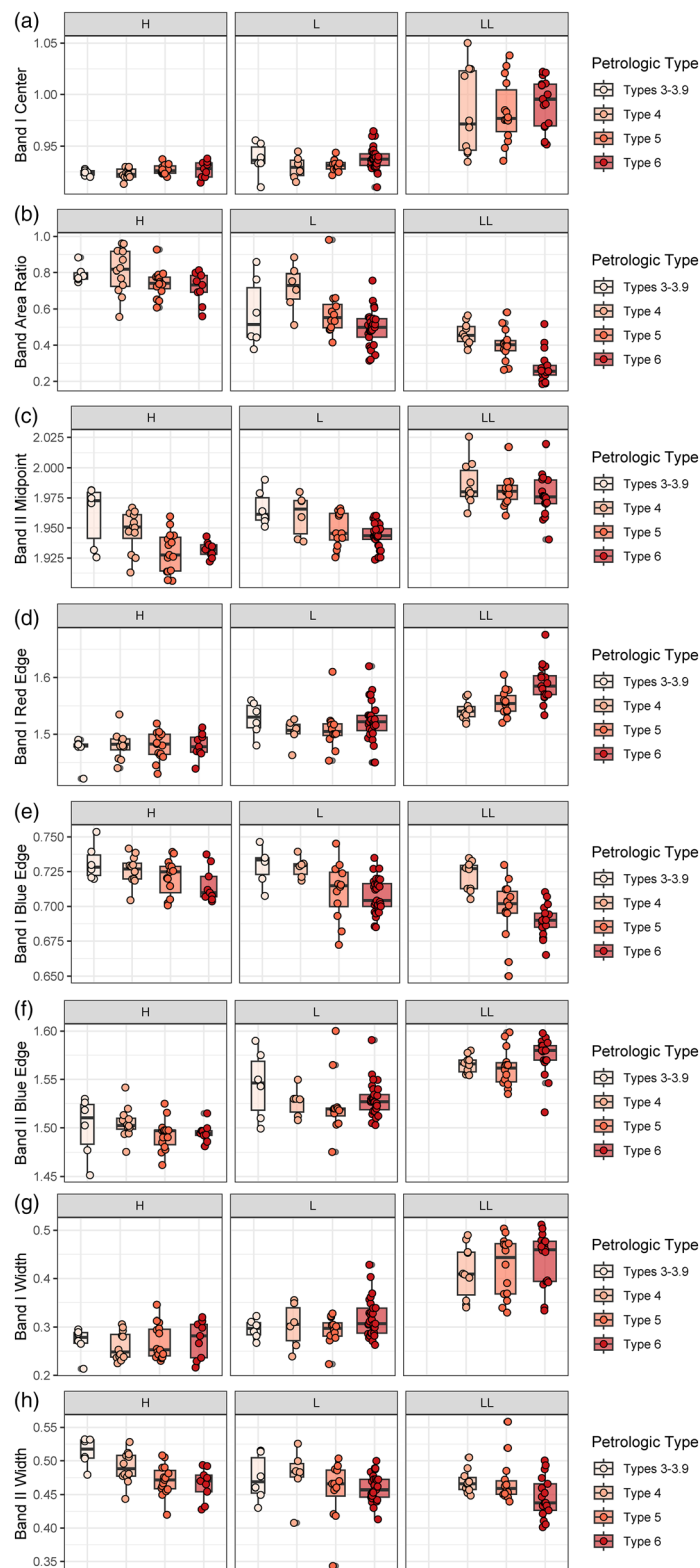 (a)
H L LL
Band I Center
1.05
1.00
0.95
Petrologic Type
Types 3-3.9
Type 4
Type 5
Type 6
(b)
H L LL
Band Area Ratio
1.0
0.8
0.6
0.4
0.2
Petrologic Type
Types 3-3.9
Type 4
Type 5
Type 6
(c)
H L LL
Band II Midpoint
2.025
2.000
1.975
1.950
1.925
Petrologic Type
Types 3-3.9
Type 4
Type 5
Type 6
(d)
H L LL
Band I Red Edge
1.6
1.5
Petrologic Type
Types 3-3.9
Type 4
Type 5
Type 6
(e)
H L LL
Band I Blue Edge
0.750
0.725
0.700
0.675
0.650
Petrologic Type
Types 3-3.9
Type 4
Type 5
Type 6
(f)
H L LL
Band II Blue Edge
1.60
1.55
1.50
1.45
Petrologic Type
Types 3-3.9
Type 4
Type 5
Type 6
(g)
H L LL
Band I Width
0.5
0.4
0.3
0.2
Petrologic Type
Types 3-3.9
Type 4
Type 5
Type 6
(h)
H L LL
Band II Width
0.55
0.50
0.45
0.40
0.35
Petrologic Type
Types 3-3.9
Type 4
Type 5
Type 6